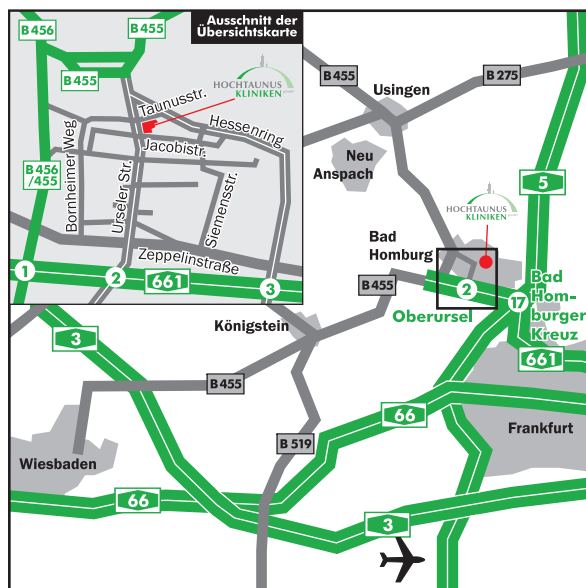 B 456
B 455
Ausschnitt der
Übersichtskarte
B 455
HOCHTAUNUS
KLINIKEN
Taunusstr.
Hessenring
Jacobistr.
Bornheimer Weg
Urseler Str.
Siemensstr.
B 456
/455
Zeppelinstraße
1
2
661
3
B 455
B 275
Usingen
Neu
Anspach
5
HOCHTAUNUS
KLINIKEN
Bad
Homburg
B 455
2
17
Bad
Hom-
burger
Kreuz
Oberursel
Königstein
3
661
B 455
66
B 519
Frankfurt
Wiesbaden
66
3